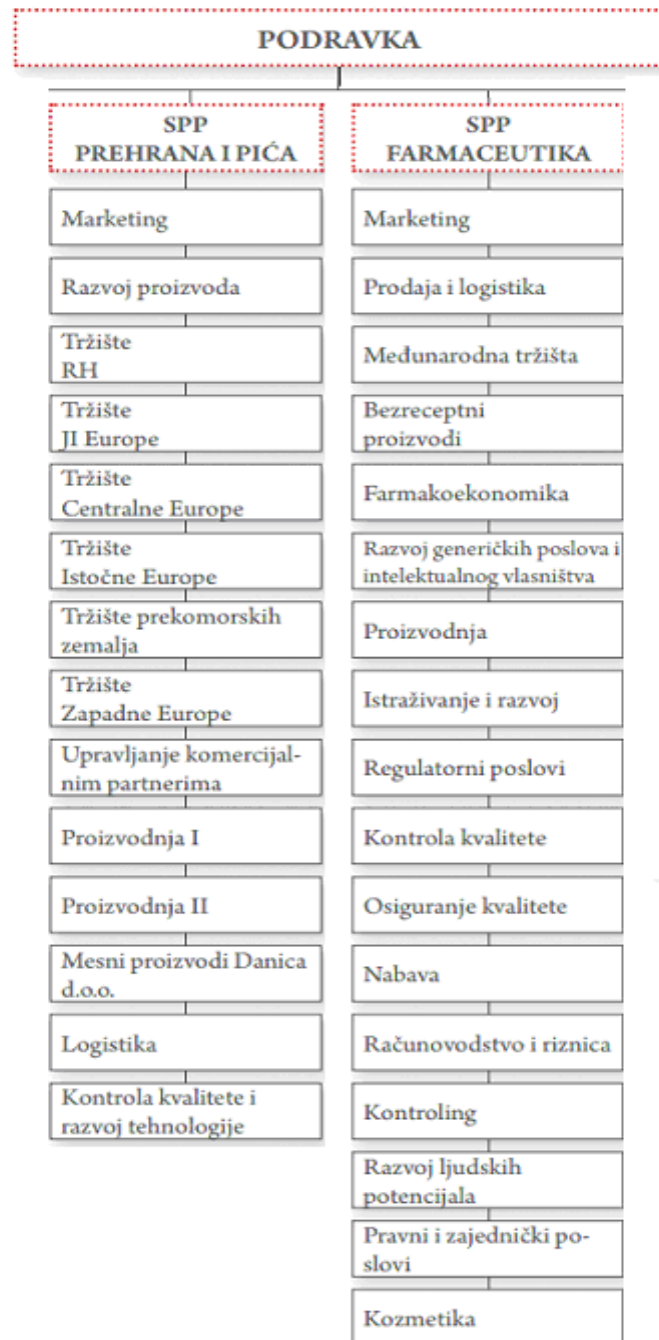 PODRAVKA
SPP
PREHRANA I PIĆA
Marketing
Razvoj proizvoda
Tržište
RH
Tržište
JI Europe
Tržište
Centralne Europe
Tržište
Istočne Europe
Tržište prekomorskih
zemalja
Tržište
Zapadne Europe
Upravljanje komercijal-
nim partnerima
Proizvodnja I
Proizvodnja II
Mesni proizvodi Danica
d.o.o.
Logistika
Kontrola kvalitete i
razvoj tehnologije
SPP
FARMACEUTIKA
Marketing
Prodaja i logistika
Međunarodna tržišta
Bezreceptni
proizvodi
Farmakoekonomika
Razvoj generičkih poslova i
intelektualnog vlasništva
Proizvodnja
Istraživanje i razvoj
Regulatorni poslovi
Kontrola kvalitete
Osiguranje kvalitete
Nabava
Računovodstvo i riznica
Kontroling
Razvoj ljudskih
potencijala
Pravni i zajednički po-
slovi
Kozmetika